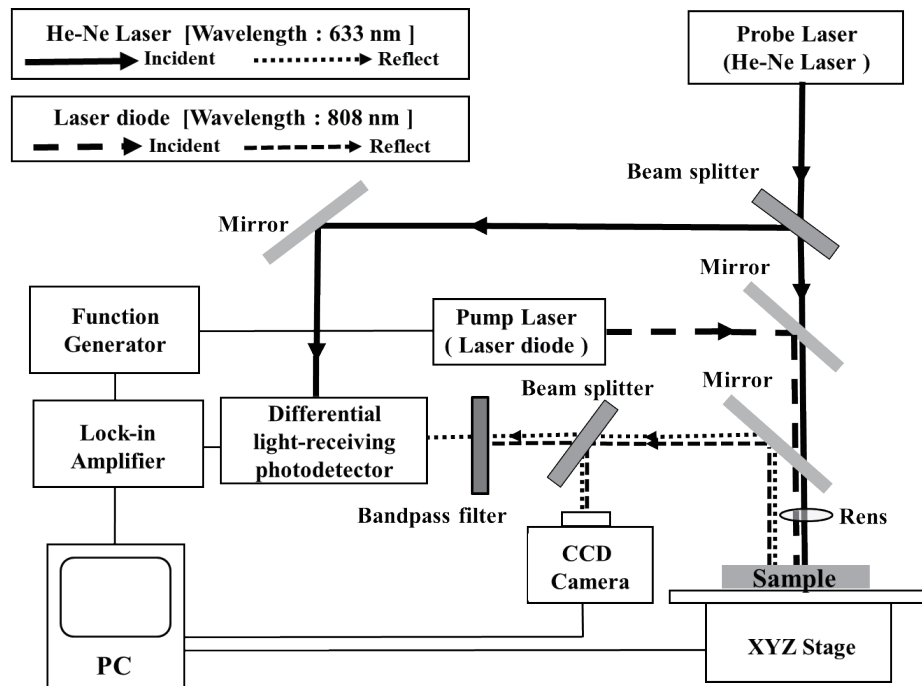 He-Ne Laser [Wavelength : 633 nm ]
Incident
Reflect
Laser diode [Wavelength : 808 nm ]
Incident
Reflect
Probe Laser
(He-Ne Laser )
Beam splitter
Mirror
Mirror
Function
Generator
Pump Laser
( Laser diode )
Mirror
Beam splitter
Lock-in
Amplifier
Differential
light-receiving
photodetector
Bandpass filter
Rens
CCD
Camera
Sample
PC
XYZ Stage